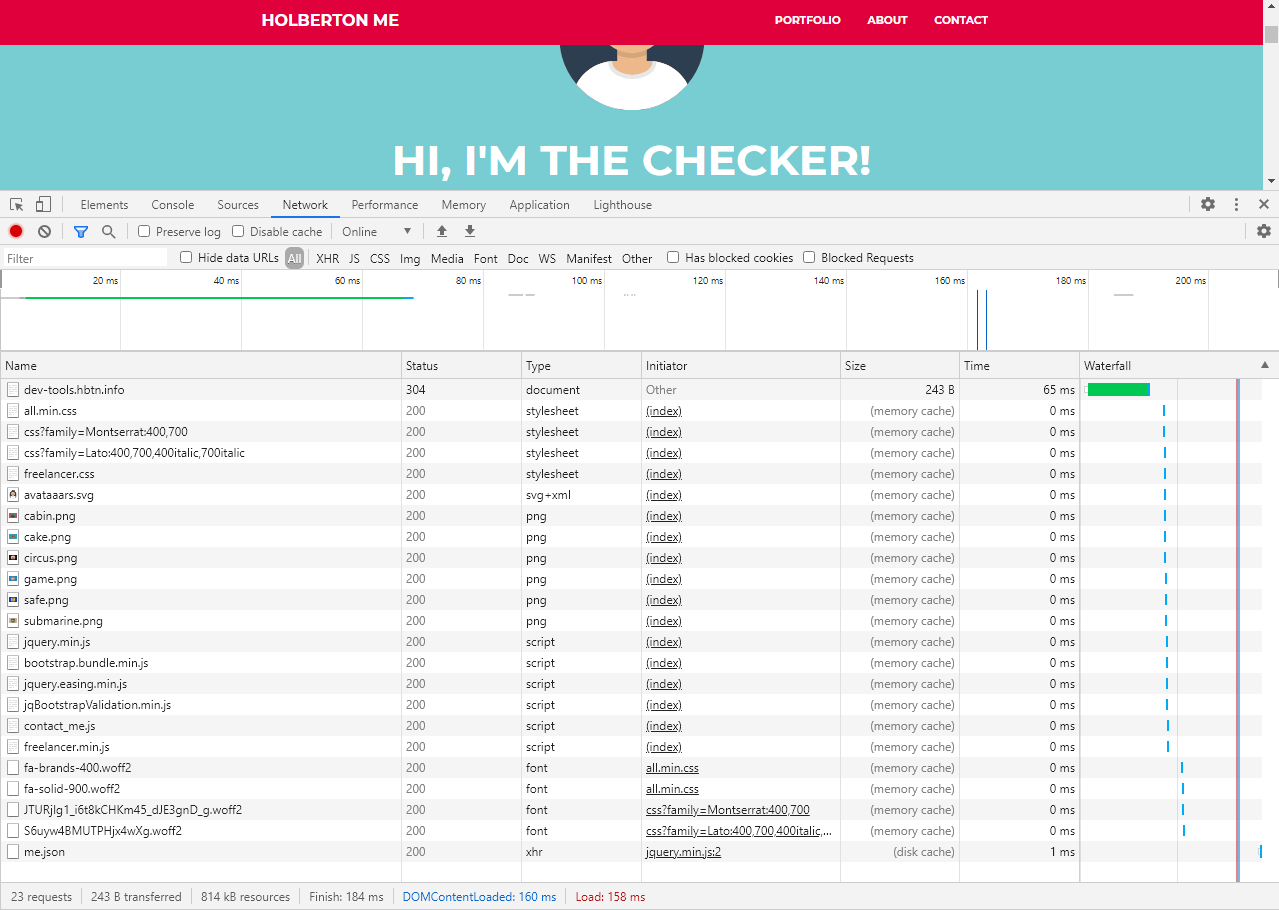 HOLBERTON ME PORTFOLIO ABOUT CONTACT
HI, I'M THE CHECKER!
Elements Console Sources Network Performance Memory Application Lighthouse
Preserve log Disable cache Online
Filter Hide data URLs All XHR JS CSS Img Media Font Doc WS Manifest Other Has blocked cookies Blocked Requests
20 ms 40 ms 60 ms 80 ms 100 ms 120 ms 140 ms 160 ms 180 ms 200 ms
Name Status Type Initiator Size Time Waterfall
dev-tools.hbtn.info 304 document Other 243 B 65 ms
all.min.css 200 stylesheet (index) (memory cache) 0 ms
css?family=Montserrat:400,700 200 stylesheet (index) (memory cache) 0 ms
css?family=Lato:400,700,400italic,700italic 200 stylesheet (index) (memory cache) 0 ms
freelancer.css 200 stylesheet (index) (memory cache) 0 ms
avataaars.svg 200 svg+xml (index) (memory cache) 0 ms
cabin.png 200 png (index) (memory cache) 0 ms
cake.png 200 png (index) (memory cache) 0 ms
circus.png 200 png (index) (memory cache) 0 ms
game.png 200 png (index) (memory cache) 0 ms
safe.png 200 png (index) (memory cache) 0 ms
submarine.png 200 png (index) (memory cache) 0 ms
jquery.min.js 200 script (index) (memory cache) 0 ms
bootstrap.bundle.min.js 200 script (index) (memory cache) 0 ms
jquery.easing.min.js 200 script (index) (memory cache) 0 ms
jqBootstrapValidation.min.js 200 script (index) (memory cache) 0 ms
contact_me.js 200 script (index) (memory cache) 0 ms
freelancer.min.js 200 script (index) (memory cache) 0 ms
fa-brands-400.woff2 200 font all.min.css (memory cache) 0 ms
fa-solid-900.woff2 200 font all.min.css (memory cache) 0 ms
JTURjIg1_i6t8kCHKm45_dJE3gnD_g.woff2 200 font css?family=Montserrat:400,700 (memory cache) 0 ms
S6uyw4BMUTPHjx4wXg.woff2 200 font css?family=Lato:400,700,400italic,... (memory cache) 0 ms
me.json 200 xhr jquery.min.js:2 (disk cache) 1 ms
23 requests 243 B transferred 814 kB resources Finish: 184 ms DOMContentLoaded: 160 ms Load: 158 ms